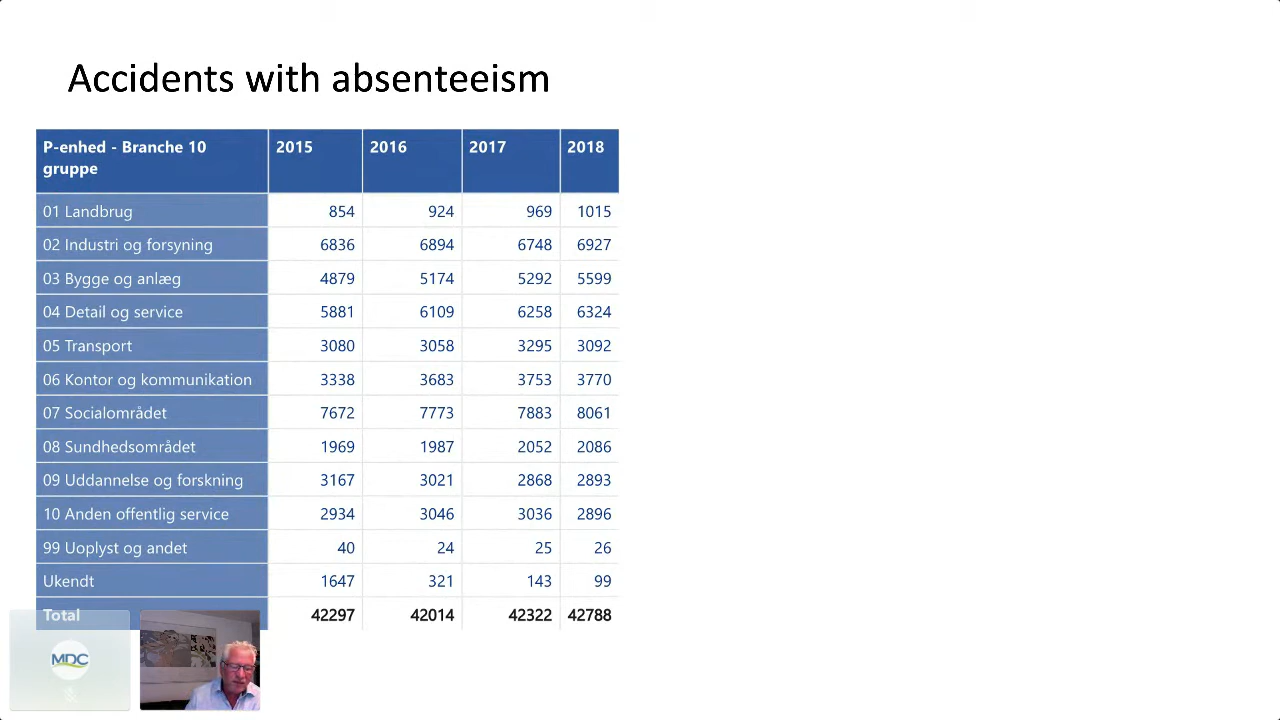 Accidents with absenteeism
P-enhed - Branche 10 gruppe 2015 2016 2017 2018
01 Landbrug 854 924 969 1015
02 Industri og forsyning 6836 6894 6748 6927
03 Bygge og anlæg 4879 5174 5292 5599
04 Detail og service 5881 6109 6258 6324
05 Transport 3080 3058 3295 3092
06 Kontor og kommunikation 3338 3683 3753 3770
07 Socialområdet 7672 7773 7883 8061
08 Sundhedsområdet 1969 1987 2052 2086
09 Uddannelse og forskning 3167 3021 2868 2893
10 Anden offentlig service 2934 3046 3036 2896
99 Uoplyst og andet 40 24 25 26
Ukendt 1647 321 143 99
Total 42297 42014 42322 42788
MDC